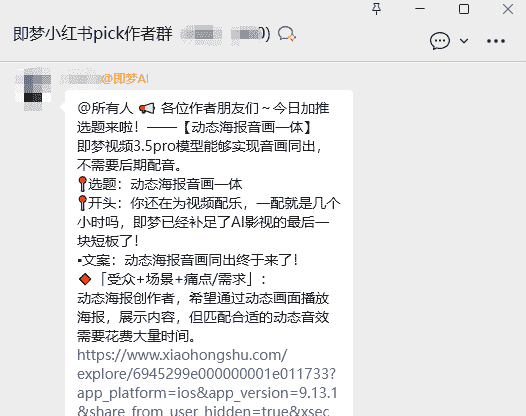 即梦小红书pick作者群
0)
@即梦AI
@所有人 📢 各位作者朋友们～今日加推
选题来啦！——【动态海报音画一体】
即梦视频3.5pro模型能够实现音画同出，
不需要后期配音。
📍选题：动态海报音画一体
📍开头：你还在为视频配乐，一配就是几个
小时吗，即梦已经补足了AI影视的最后一
块短板了！
▪文案：动态海报音画同出终于来了！
♦「受众+场景+痛点/需求」：
动态海报创作者，希望通过动态画面播放
海报，展示内容，但匹配合适的动态音效
需要花费大量时间。
https://www.xiaohongshu.com/
explore/6945299e000000001e011733?
app_platform=ios&app_version=9.13.1
&share_from_user_hidden=true&xsec